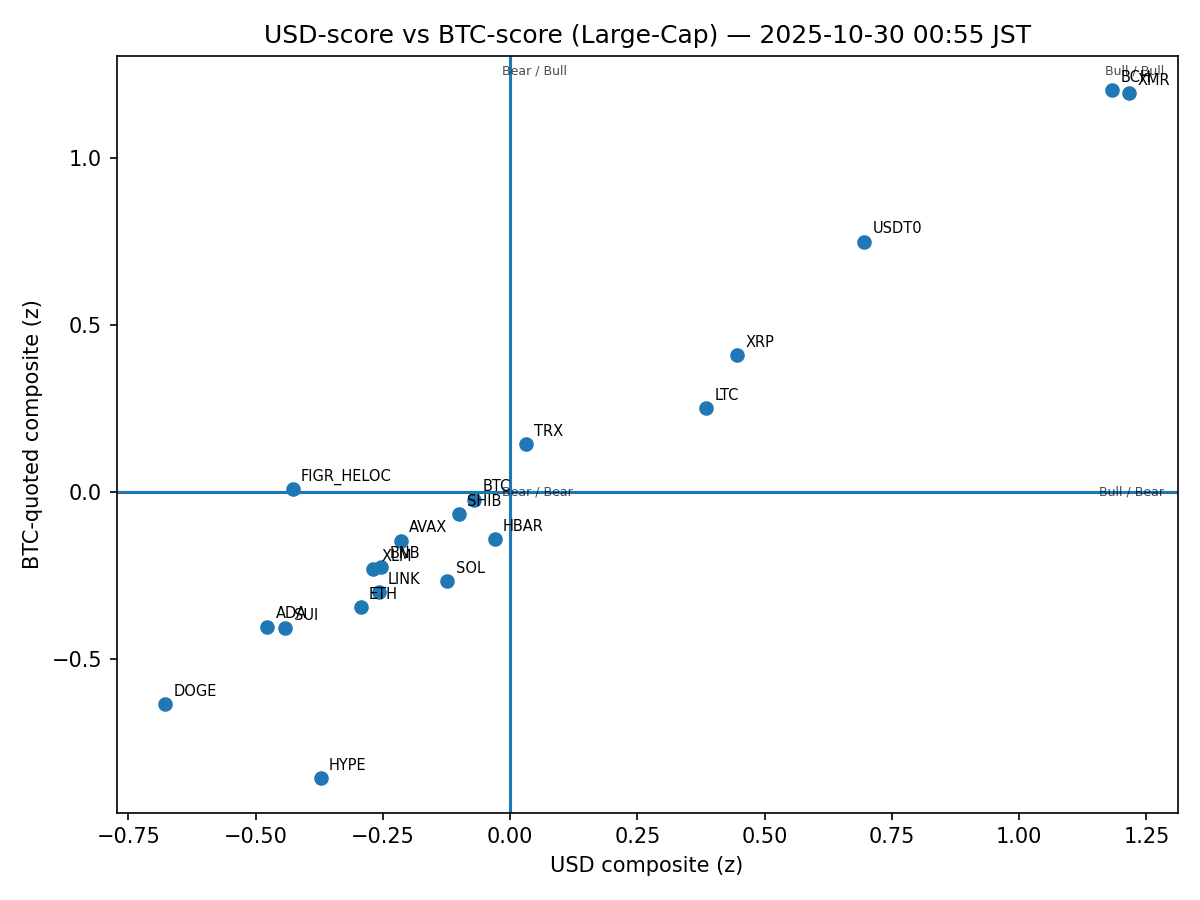 USD-score vs BTC-score (Large-Cap) — 2025-10-30 00:55 JST
Bear / Bull
Bull / Bull
BCH
XMR
1.0
USDT0
0.5
XRP
LTC
TRX
FIGR_HELOC
BTC
0.0
Bear / Bear
Bull / Bear
SHIB
HBAR
AVAX
BNB
XLM
SOL
LINK
ETH
ADA
SUI
−0.5
DOGE
HYPE
BTC-quoted composite (z)
−0.75
−0.50
−0.25
0.00
0.25
0.50
0.75
1.00
1.25
USD composite (z)